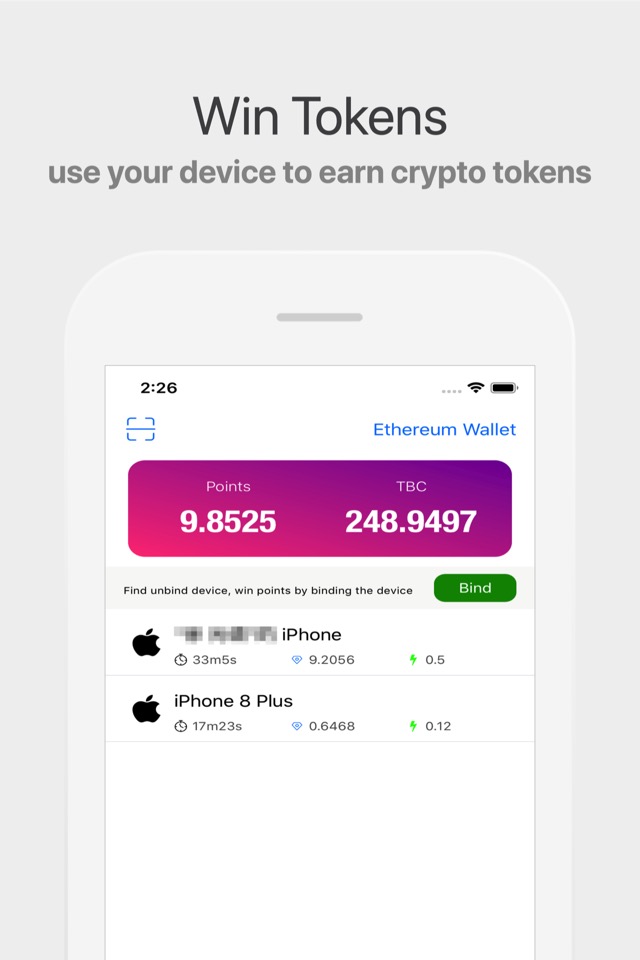 Win Tokens
use your device to earn crypto tokens
2:26
Ethereum Wallet
Points TBC
9.8525 248.9497
Find unbind device, win points by binding the device Bind
iPhone
33m5s 9.2056 0.5
iPhone 8 Plus
17m23s 0.6468 0.12